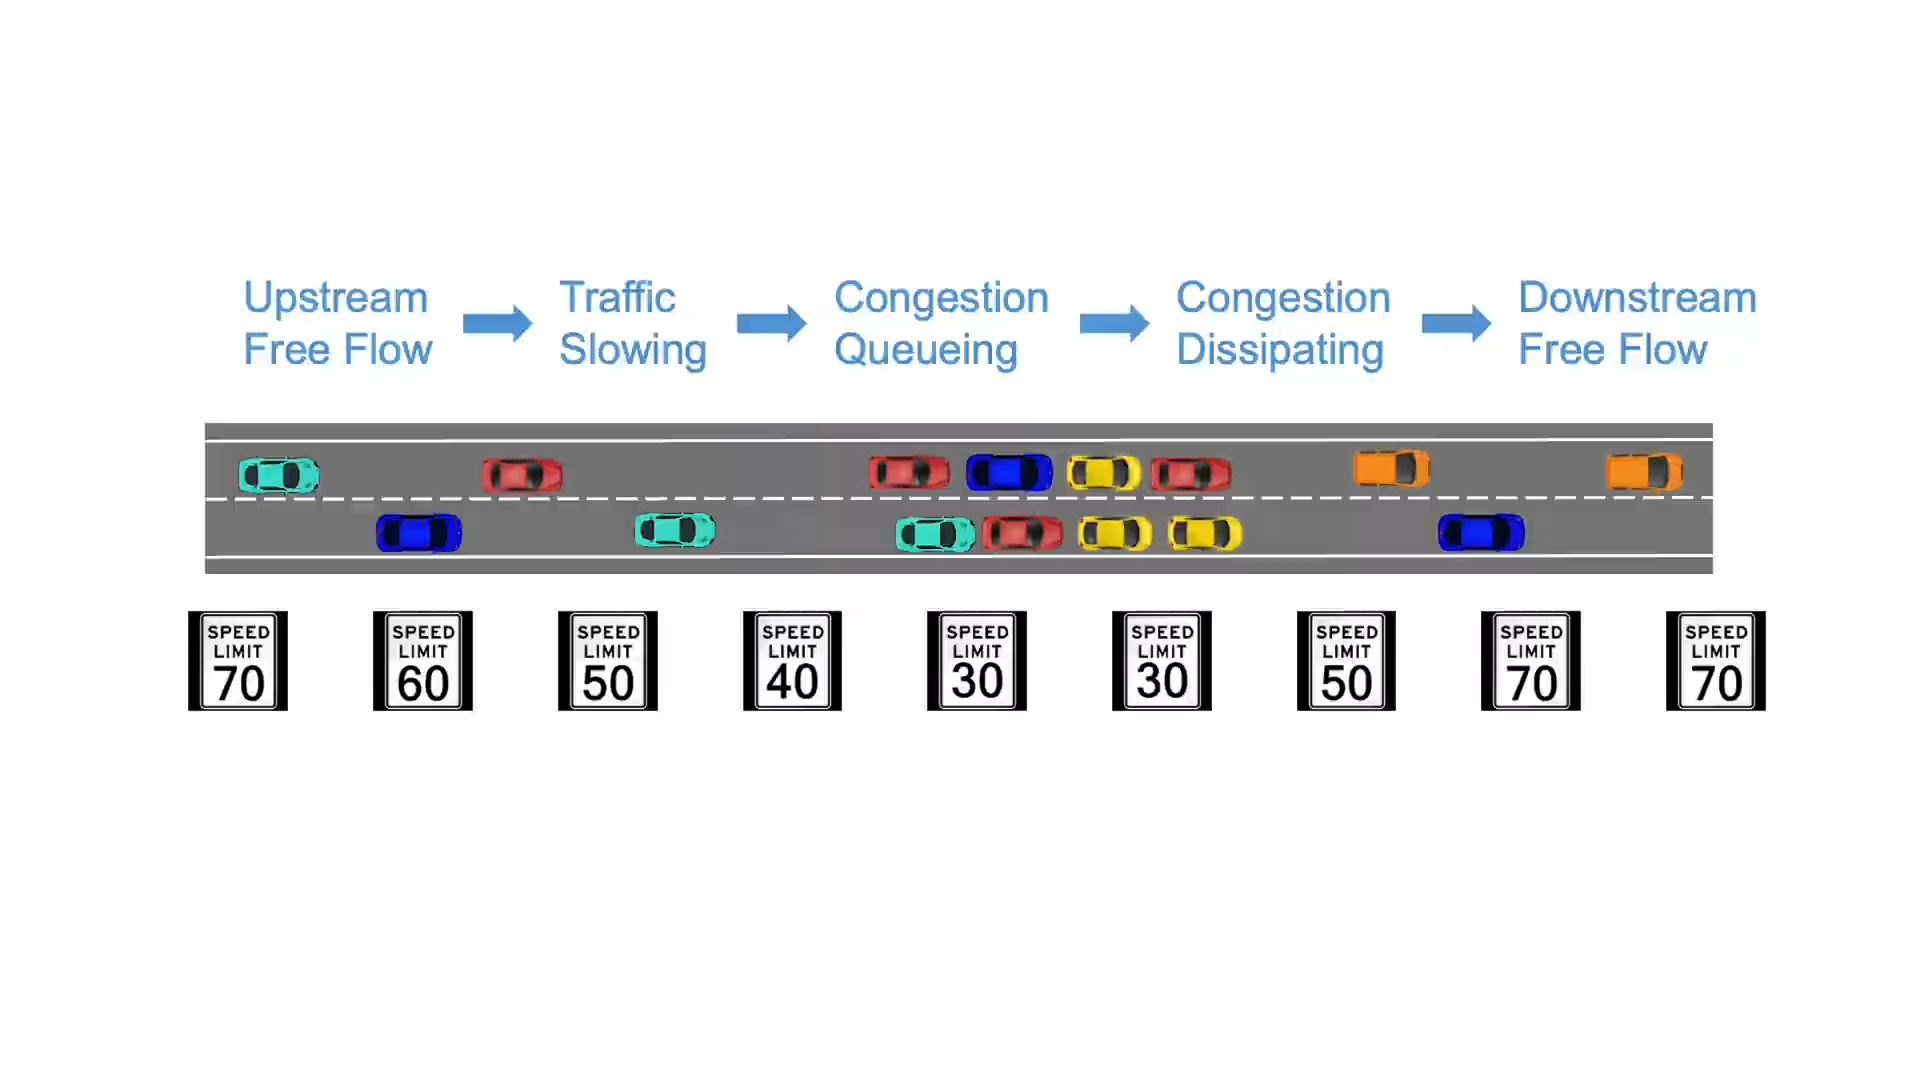 Upstream
Free Flow
Traffic
Slowing
Congestion
Queueing
Congestion
Dissipating
Downstream
Free Flow
SPEED
LIMIT
70
SPEED
LIMIT
60
SPEED
LIMIT
50
SPEED
LIMIT
40
SPEED
LIMIT
30
SPEED
LIMIT
30
SPEED
LIMIT
50
SPEED
LIMIT
70
SPEED
LIMIT
70